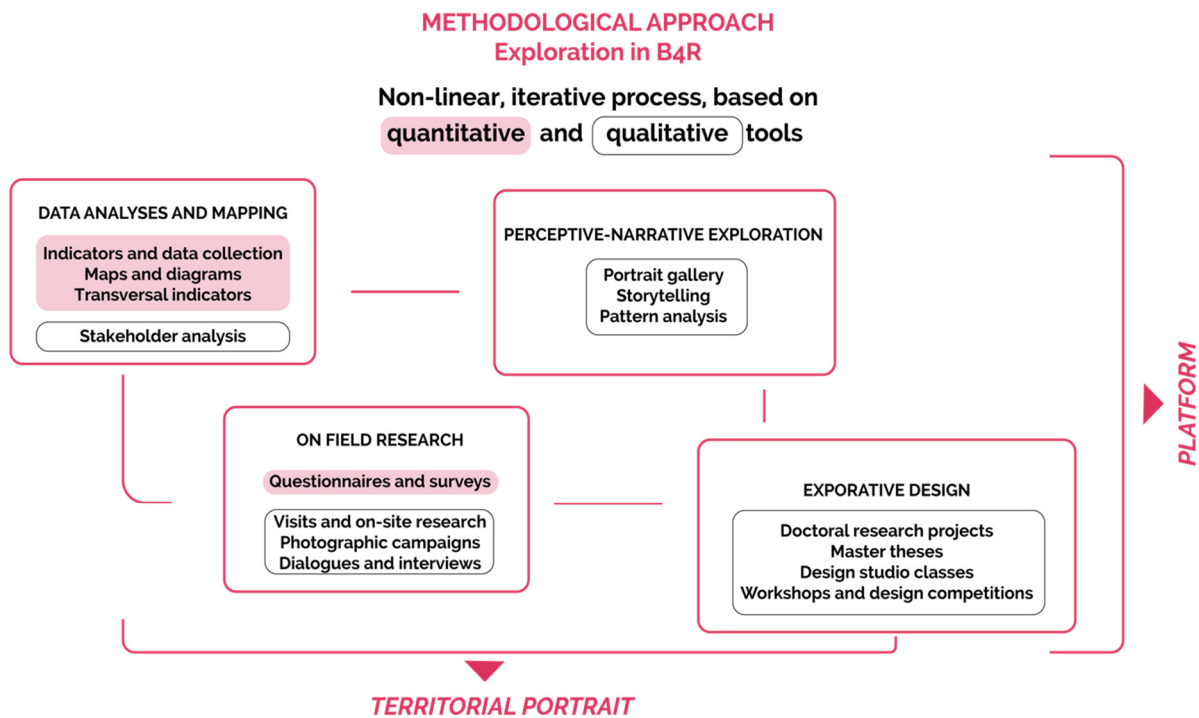 METHODOLOGICAL APPROACH
Exploration in B4R
Non-linear, iterative process, based on
quantitative and qualitative tools
DATA ANALYSES AND MAPPING
Indicators and data collection
Maps and diagrams
Transversal indicators
Stakeholder analysis
PERCEPTIVE-NARRATIVE EXPLORATION
Portrait gallery
Storytelling
Pattern analysis
ON FIELD RESEARCH
Questionnaires and surveys
Visits and on-site research
Photographic campaigns
Dialogues and interviews
EXPORATIVE DESIGN
Doctoral research projects
Master theses
Design studio classes
Workshops and design competitions
PLATFORM
TERRITORIAL PORTRAIT